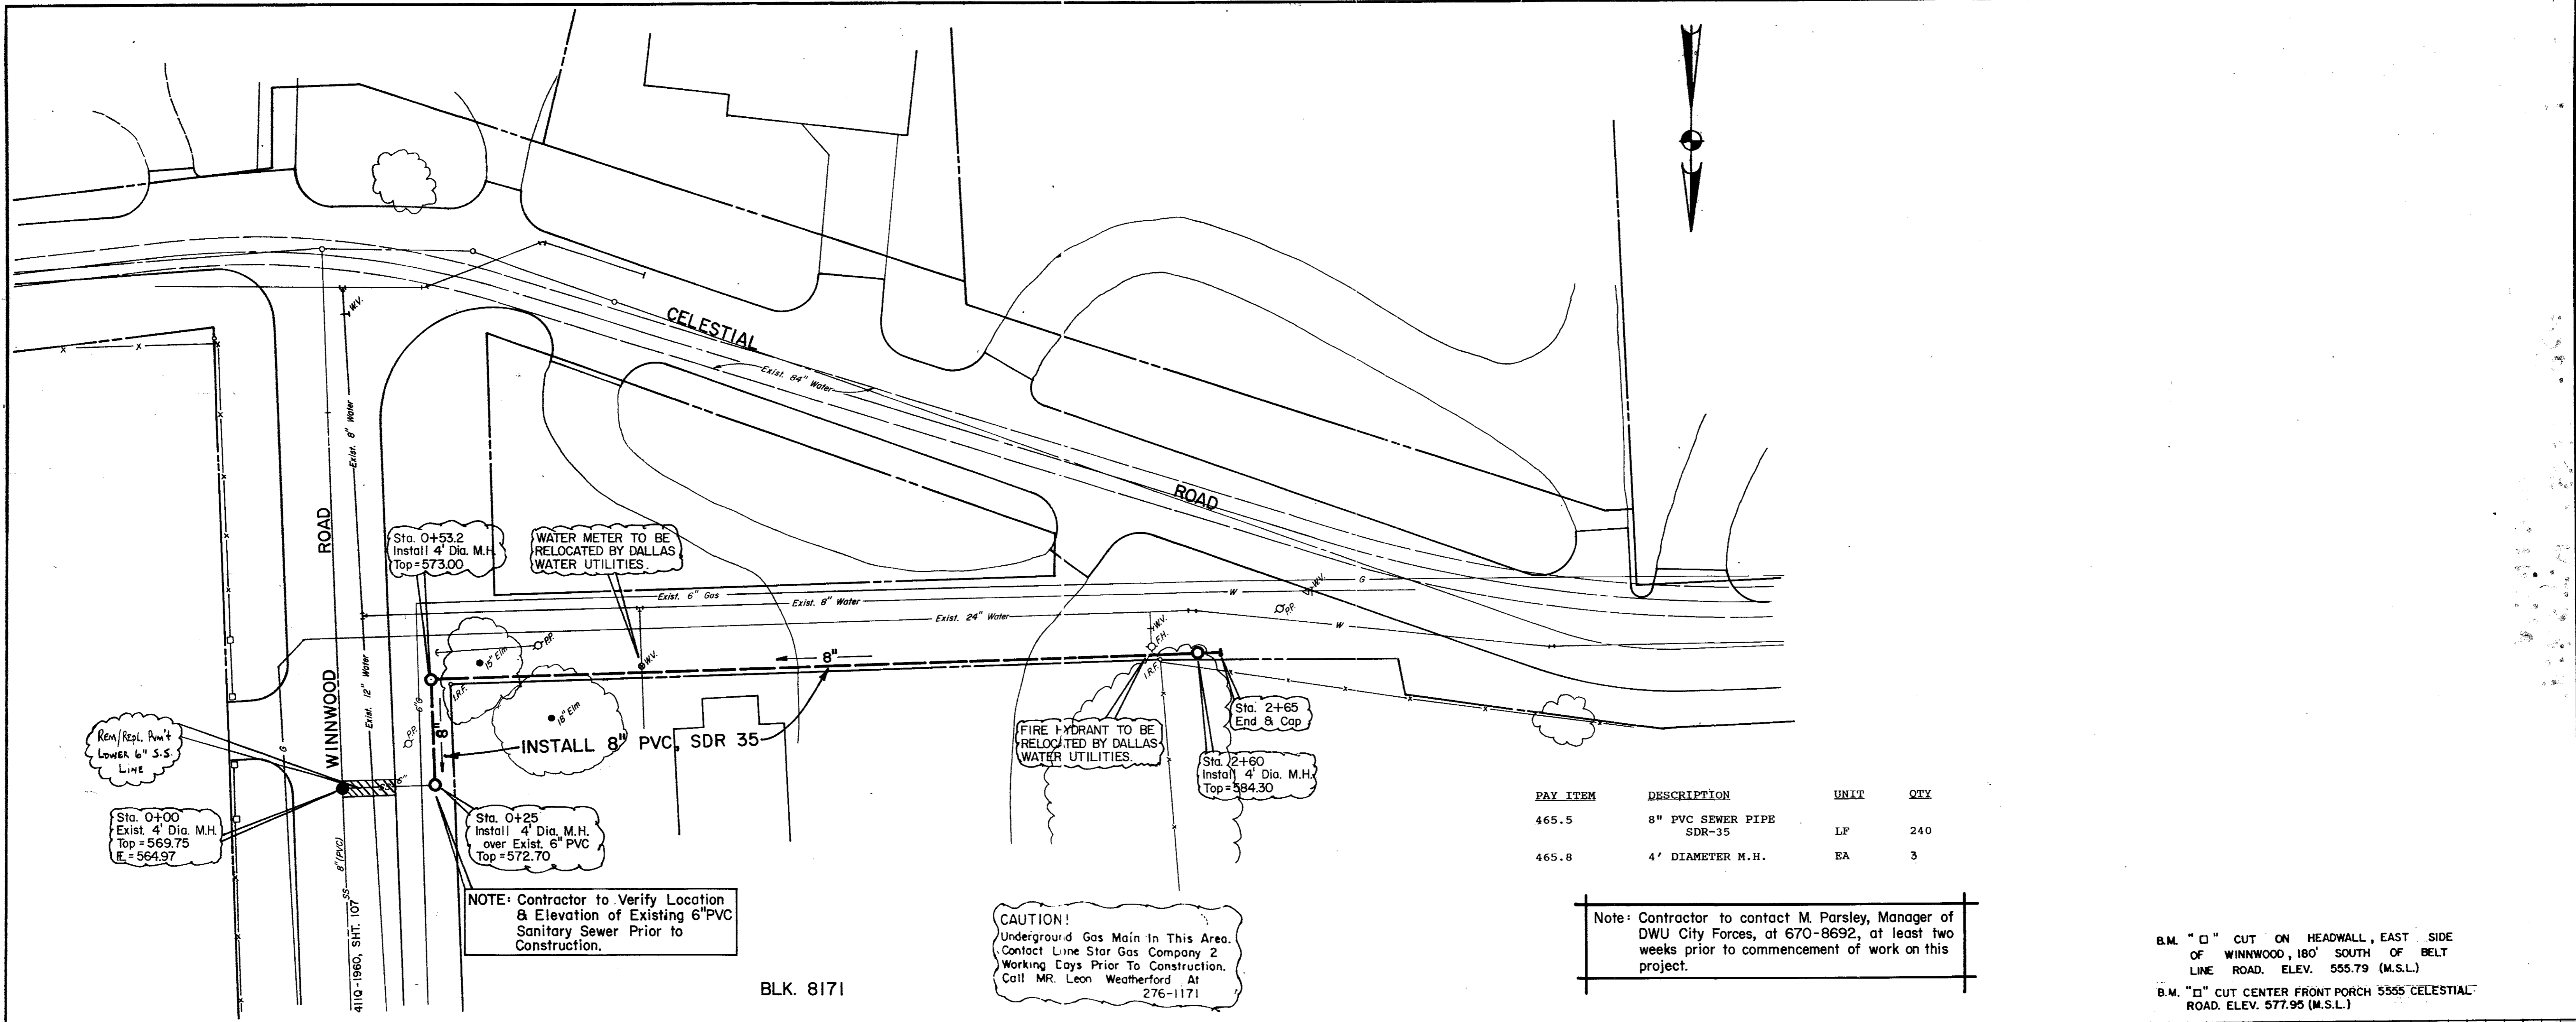 W.V.
CELESTIAL
Exist. 84" Water
Exist. 8" Water
ROAD
ROAD
Sta. 0+53.2
Install 4' Dia. M.H.
Top = 573.00
WATER METER TO BE
RELOCATED BY DALLAS
WATER UTILITIES.
Exist. 6" Gas
Exist. 8" Water
W
G
W.V.
P.P.
Exist. 24" Water
W
15" Elm
P.P.
W.V.
8"
W.V.
F.H.
I.R.F.
I.R.F.
WINNWOOD
Exist. 12" Water
6"G
P.P.
18" Elm
8"
INSTALL 8" PVC, SDR 35
Sta. 2+65
End & Cap
FIRE HYDRANT TO BE
RELOCATED BY DALLAS
WATER UTILITIES.
Sta. 2+60
Install 4' Dia. M.H.
Top = 584.30
REM/REPL. PVM'T
LOWER 6" S.S.
LINE
G
6"
SS
Sta. 0+00
Exist. 4' Dia. M.H.
Top = 569.75
FL = 564.97
Sta. 0+25
Install 4' Dia. M.H.
over Exist. 6" PVC
Top = 572.70
SS 8" (PVC)
411Q-1960, SHT. 107
NOTE: Contractor to Verify Location
& Elevation of Existing 6"PVC
Sanitary Sewer Prior to
Construction.
BLK. 8171
CAUTION!
Underground Gas Main In This Area.
Contact Lone Star Gas Company 2
Working Days Prior To Construction.
Call MR. Leon Weatherford At
276-1171
PAY ITEM DESCRIPTION UNIT QTY
465.5 8" PVC SEWER PIPE
SDR-35 LF 240
465.8 4' DIAMETER M.H. EA 3
Note: Contractor to contact M. Parsley, Manager of
DWU City Forces, at 670-8692, at least two
weeks prior to commencement of work on this
project.
B.M. "□" CUT ON HEADWALL, EAST SIDE
OF WINNWOOD, 180' SOUTH OF BELT
LINE ROAD. ELEV. 555.79 (M.S.L.)
B.M. "□" CUT CENTER FRONT PORCH 5555 CELESTIAL
ROAD. ELEV. 577.95 (M.S.L.)